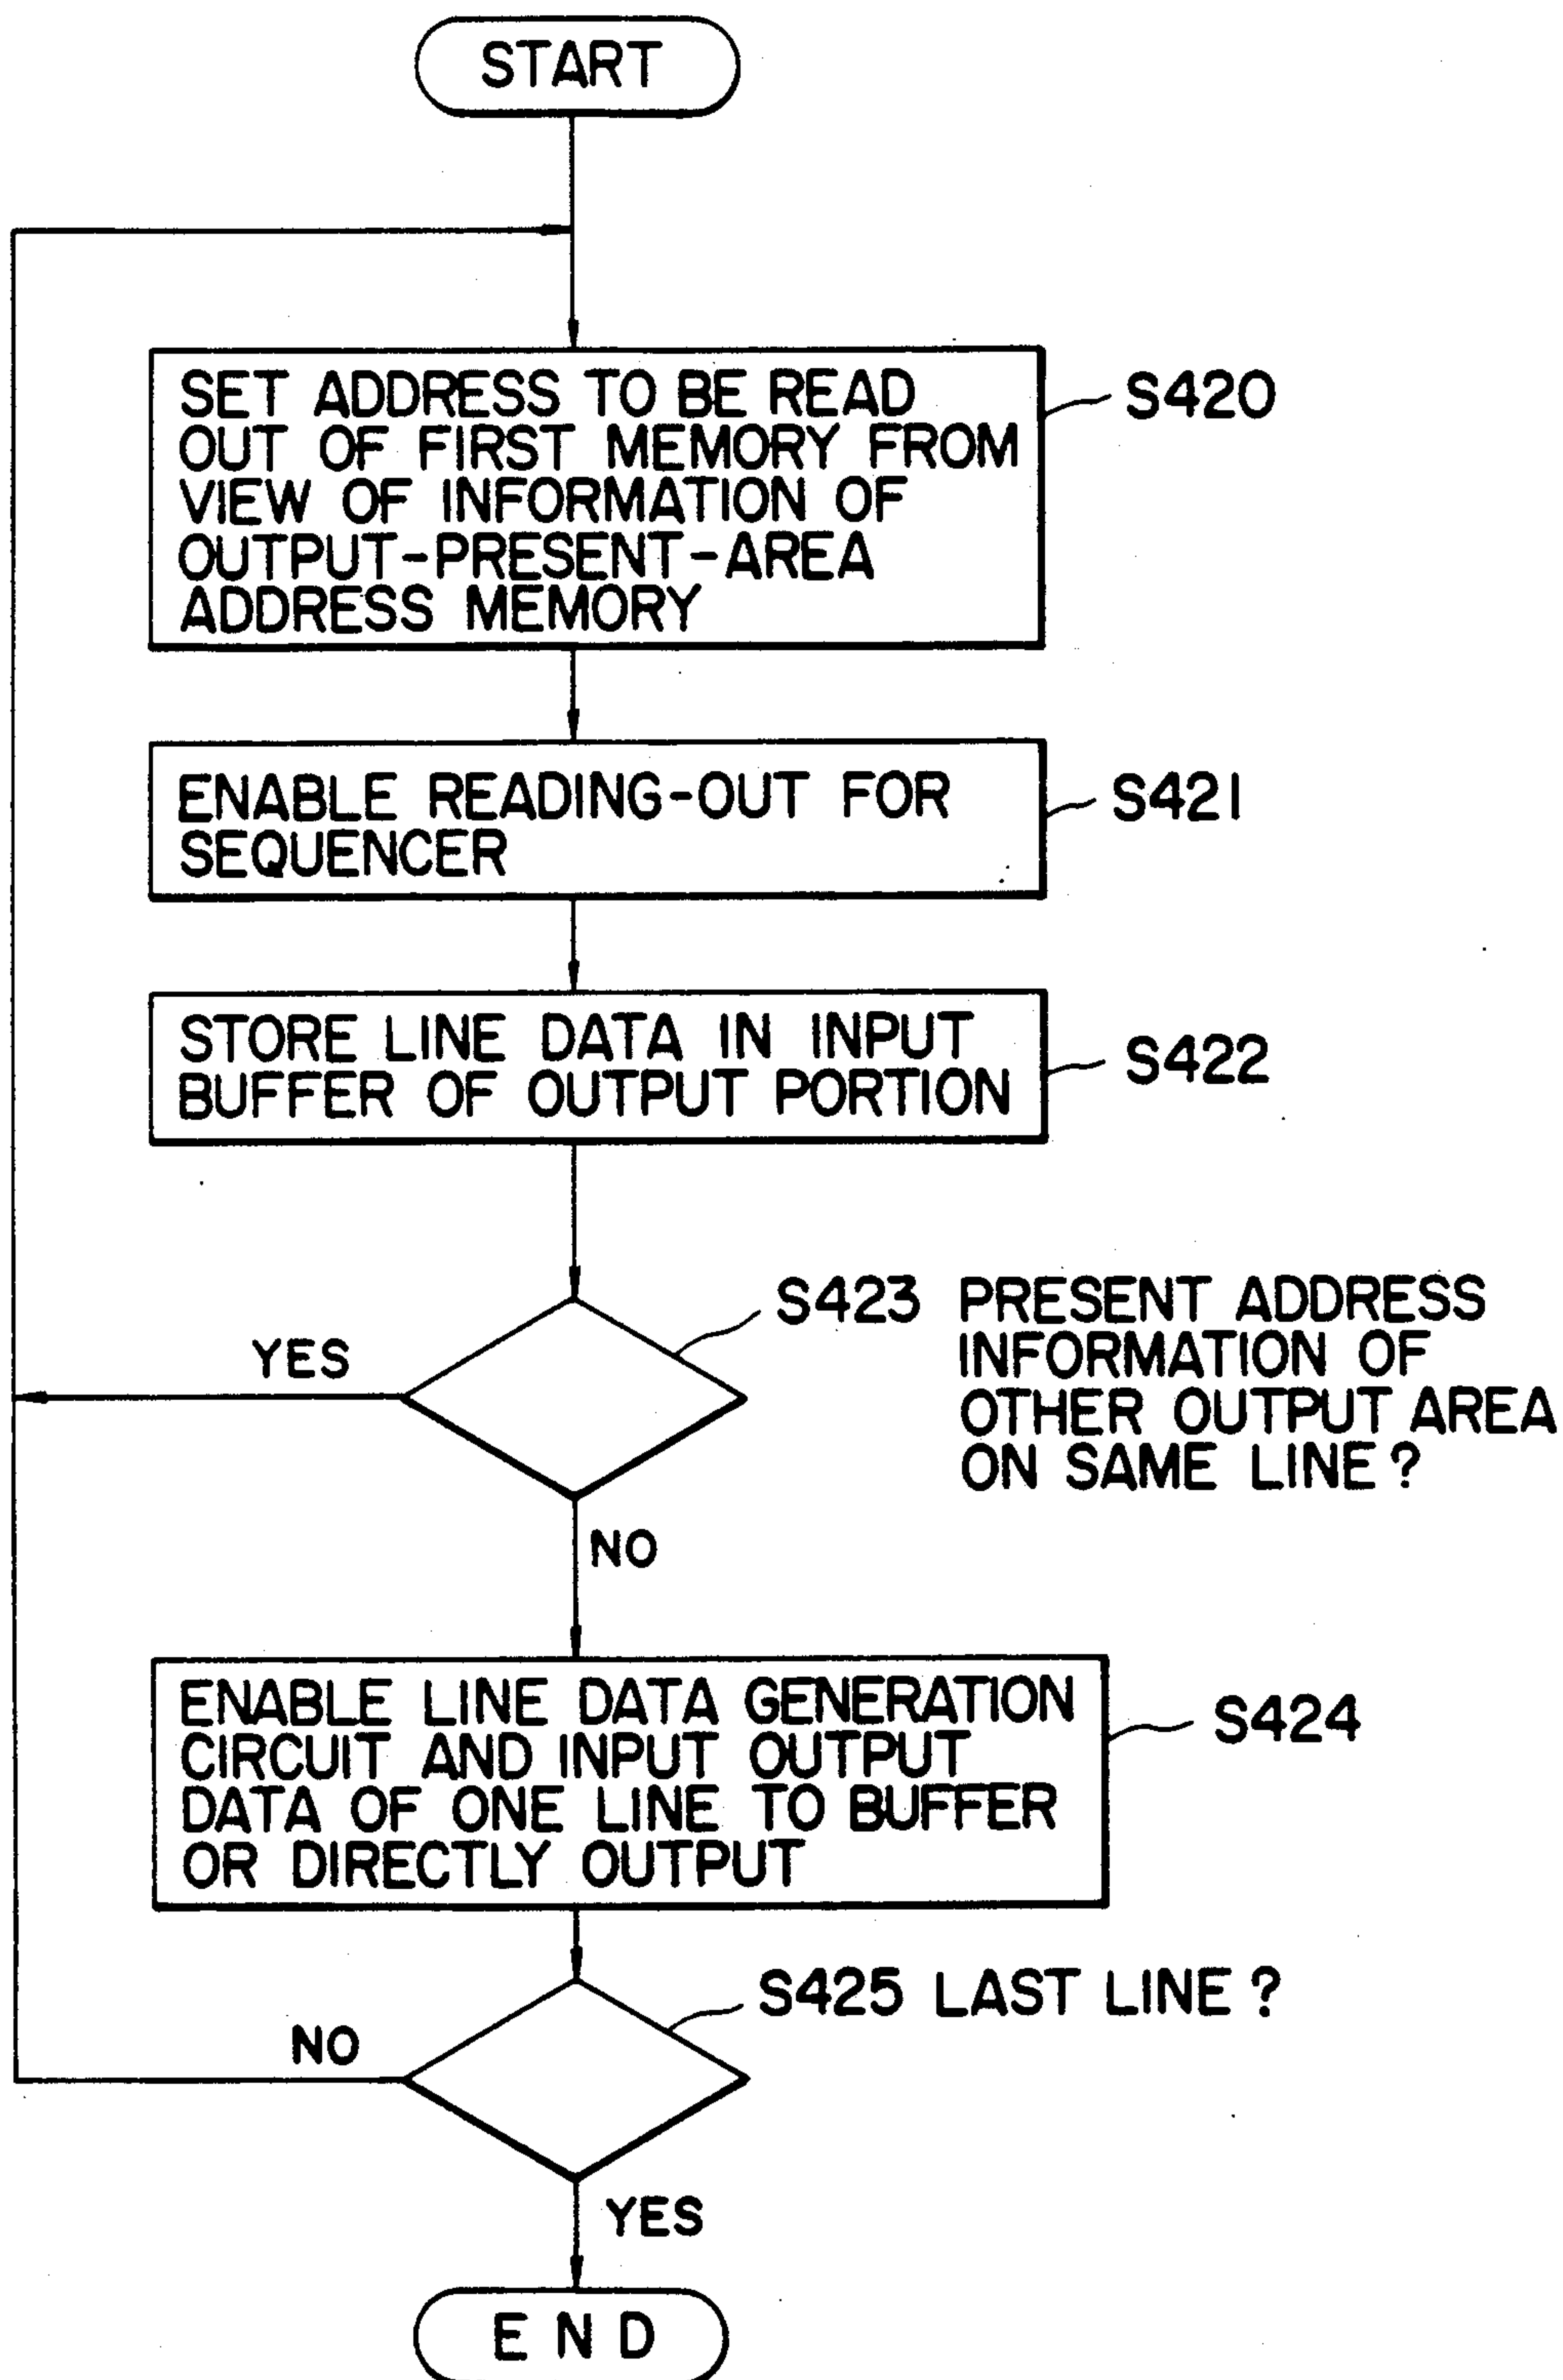 START
SET ADDRESS TO BE READ
OUT OF FIRST MEMORY FROM
VIEW OF INFORMATION OF
OUTPUT-PRESENT-AREA
ADDRESS MEMORY
S420
ENABLE READING-OUT FOR
SEQUENCER
S421
STORE LINE DATA IN INPUT
BUFFER OF OUTPUT PORTION
S422
S423
PRESENT ADDRESS
INFORMATION OF
OTHER OUTPUT AREA
ON SAME LINE?
YES
NO
ENABLE LINE DATA GENERATION
CIRCUIT AND INPUT OUTPUT
DATA OF ONE LINE TO BUFFER
OR DIRECTLY OUTPUT
S424
S425 LAST LINE?
NO
YES
END